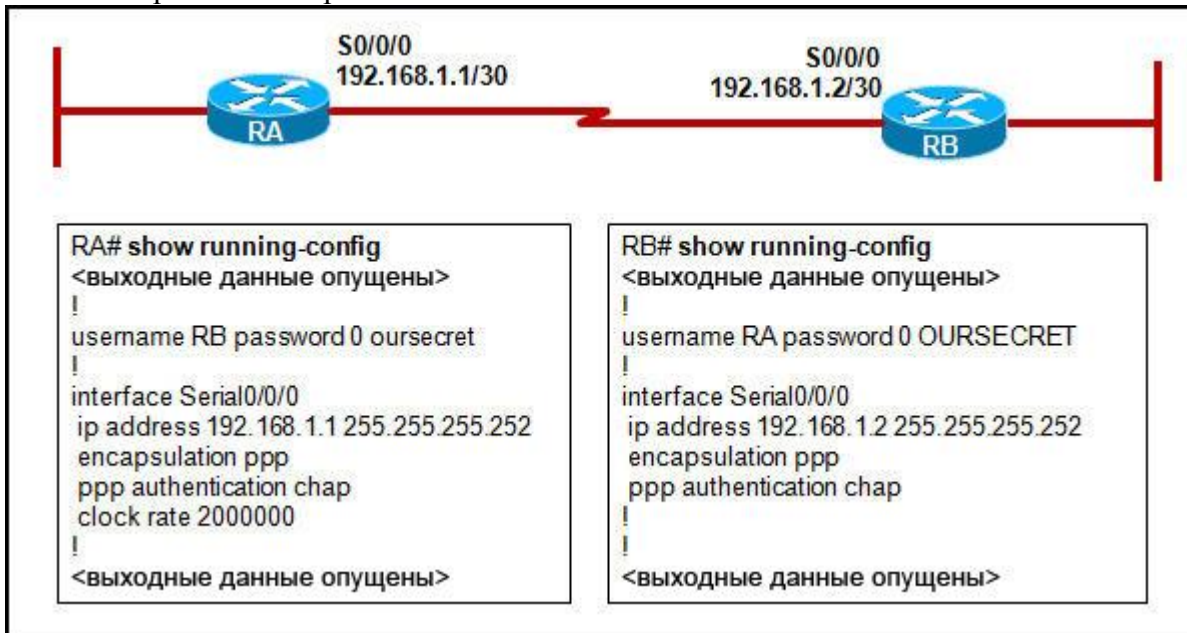 S0/0/0
192.168.1.1/30
S0/0/0
192.168.1.2/30
RA
RB
RA# show running-config
<выходные данные опущены>
!
username RB password 0 oursecret
!
interface Serial0/0/0
ip address 192.168.1.1 255.255.255.252
encapsulation ppp
ppp authentication chap
clock rate 2000000
!
<выходные данные опущены>
RB# show running-config
<выходные данные опущены>
!
username RA password 0 OURSECRET
!
interface Serial0/0/0
ip address 192.168.1.2 255.255.255.252
encapsulation ppp
ppp authentication chap
!
!
<выходные данные опущены>